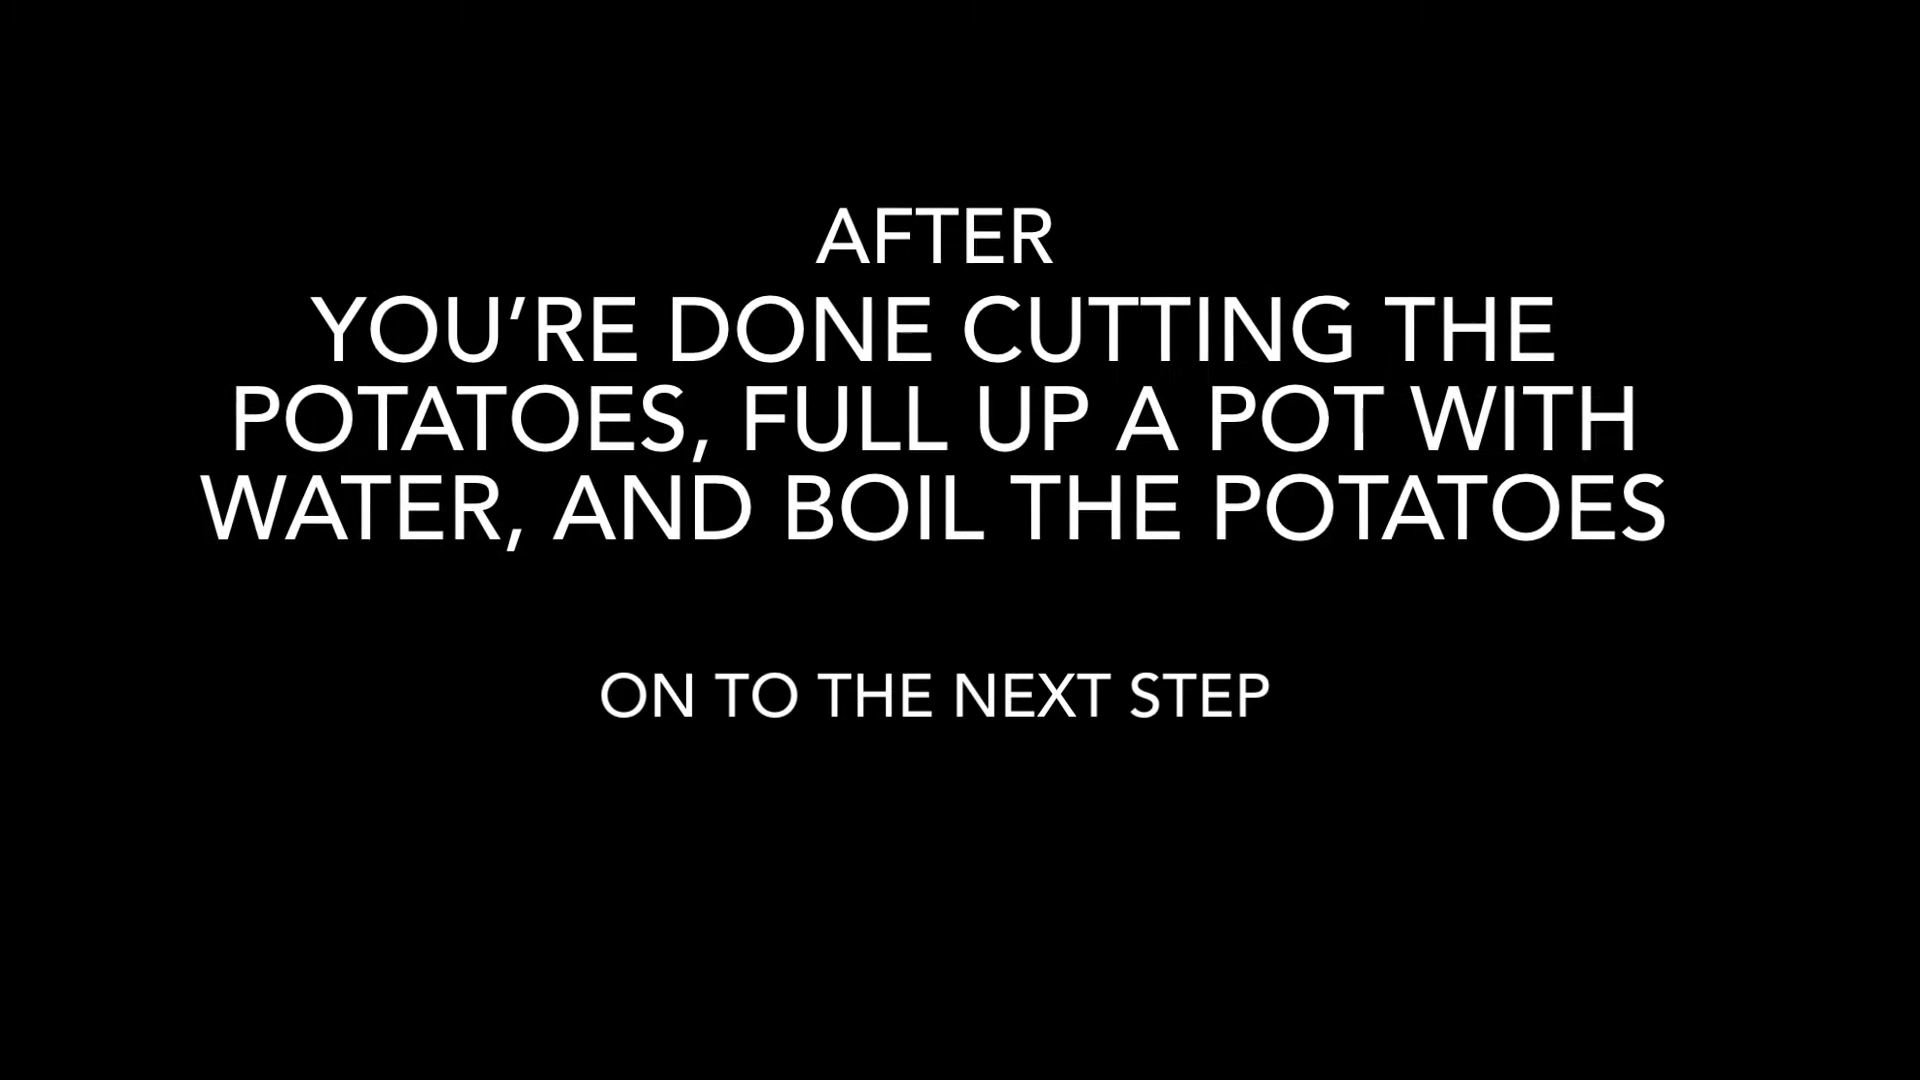 AFTER
YOU’RE DONE CUTTING THE
POTATOES, FULL UP A POT WITH
WATER, AND BOIL THE POTATOES
ON TO THE NEXT STEP